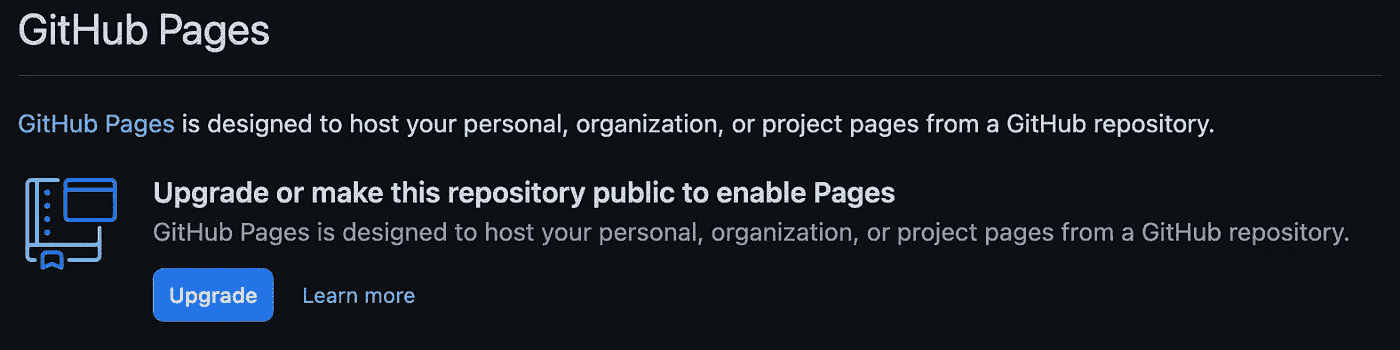 GitHub Pages
GitHub Pages is designed to host your personal, organization, or project pages from a GitHub repository.
Upgrade or make this repository public to enable Pages
GitHub Pages is designed to host your personal, organization, or project pages from a GitHub repository.
Upgrade Learn more